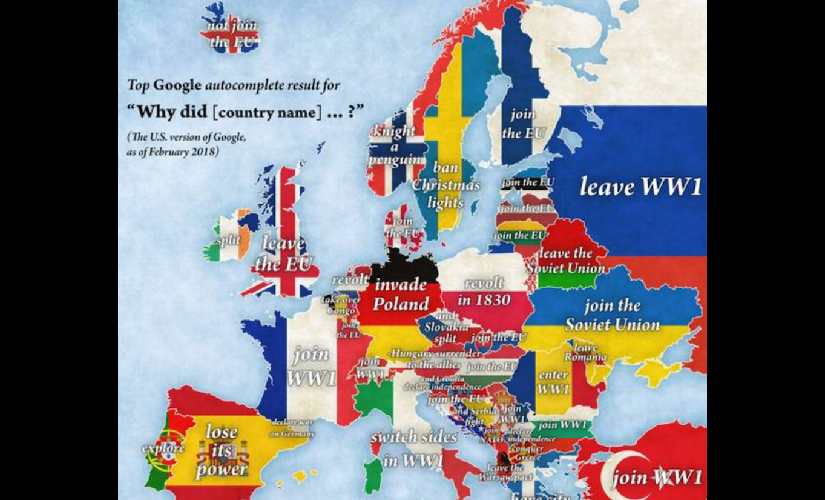 not join
the EU
Top Google autocomplete result for
“Why did [country name] ... ?”
(The U.S. version of Google,
as of February 2018)
knight
a
penguin
ban
Christmas
lights
join
the EU
leave WW1
join the EU
join the EU
join the EU
join
the EU
split
leave
the EU
leave the
Soviet Union
revolt
take over
Congo
join
the EU
invade
Poland
revolt
in 1830
join the
Soviet Union
and
Slovakia
split
join the EU
leave
Romania
join
WW1
join
WW1
-Hungary surrender
to the allies
join the EU
and Croatia
declare independence
enter
WW1
join the EU
and Serbia
fight
join
WW1
declare war
on Germany
join WW1
join
NATO
declare
independence
conquer
Greece
leave the
Warsaw pact
explore
lose
its
power
switch sides
in WW1
join WW1